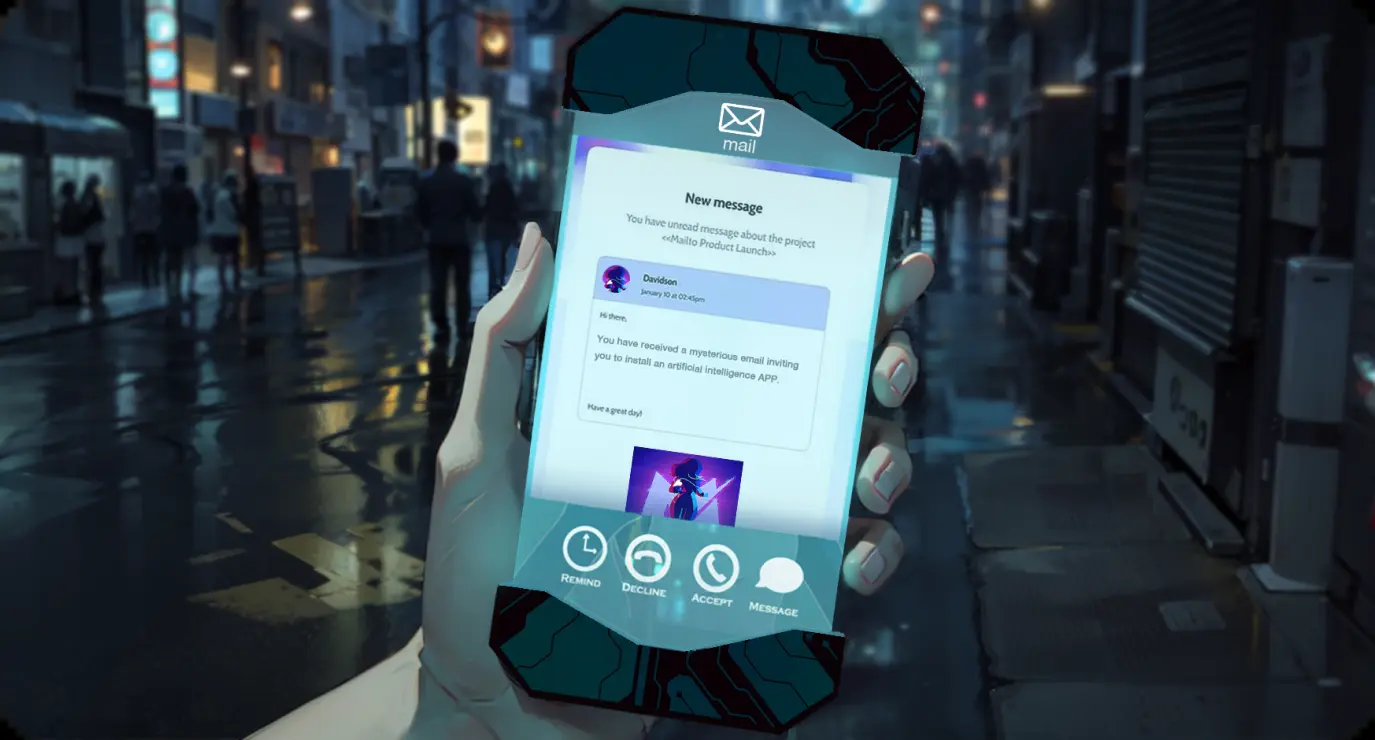 mail
New message
You have unread message about the project
<<Mailto Product Launch>>
Davidson
January 10 at 02:45pm
Hi there,
You have received a mysterious email inviting
you to install an artificial intelligence APP.
Have a great day!
REMIND
DECLINE
ACCEPT
MESSAGE